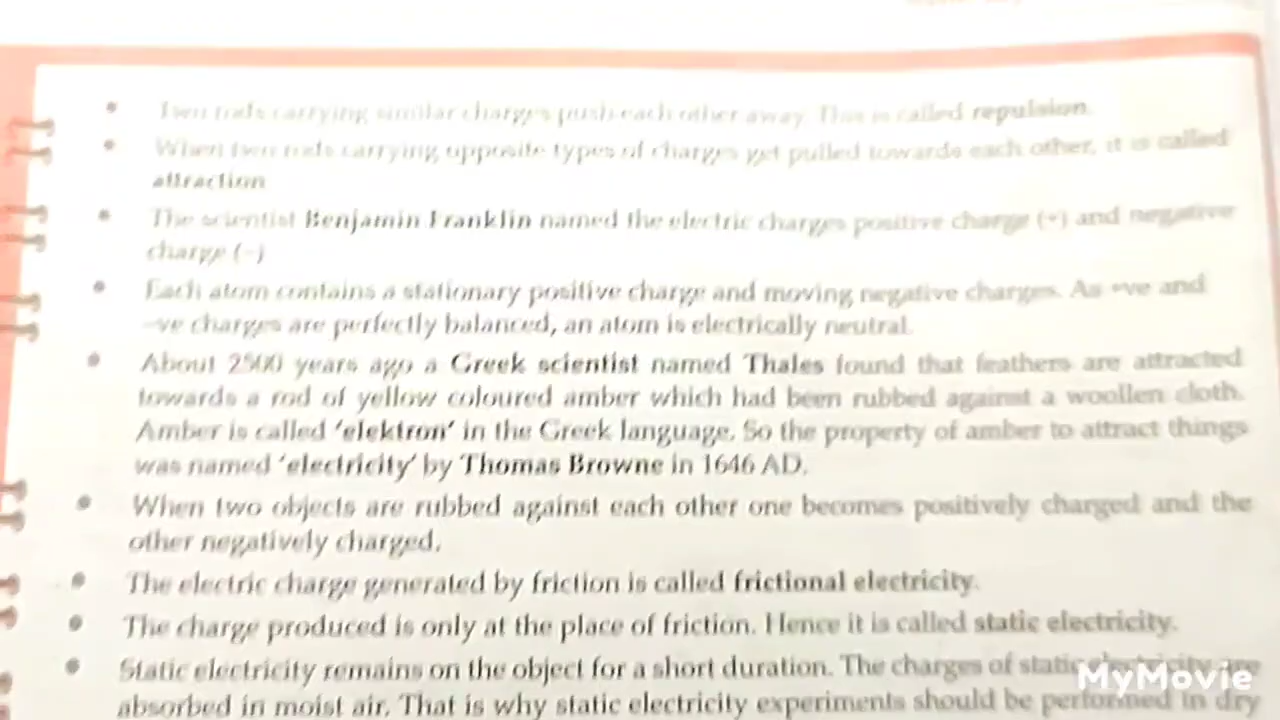 Two rods carrying similar charges push each other away. This is called repulsion.
When two rods carrying opposite types of charges get pulled towards each other, it is called
attraction
The scientist Benjamin Franklin named the electric charges positive charge (+) and negative
charge (–)
Each atom contains a stationary positive charge and moving negative charges. As +ve and
–ve charges are perfectly balanced, an atom is electrically neutral.
About 2500 years ago a Greek scientist named Thales found that feathers are attracted
towards a rod of yellow coloured amber which had been rubbed against a woollen cloth.
Amber is called 'elektron' in the Greek language. So the property of amber to attract things
was named 'electricity' by Thomas Browne in 1646 AD.
When two objects are rubbed against each other one becomes positively charged and the
other negatively charged.
The electric charge generated by friction is called frictional electricity.
The charge produced is only at the place of friction. Hence it is called static electricity.
Static electricity remains on the object for a short duration. The charges of static electricity are
absorbed in moist air. That is why static electricity experiments should be performed in dry
MyMovie